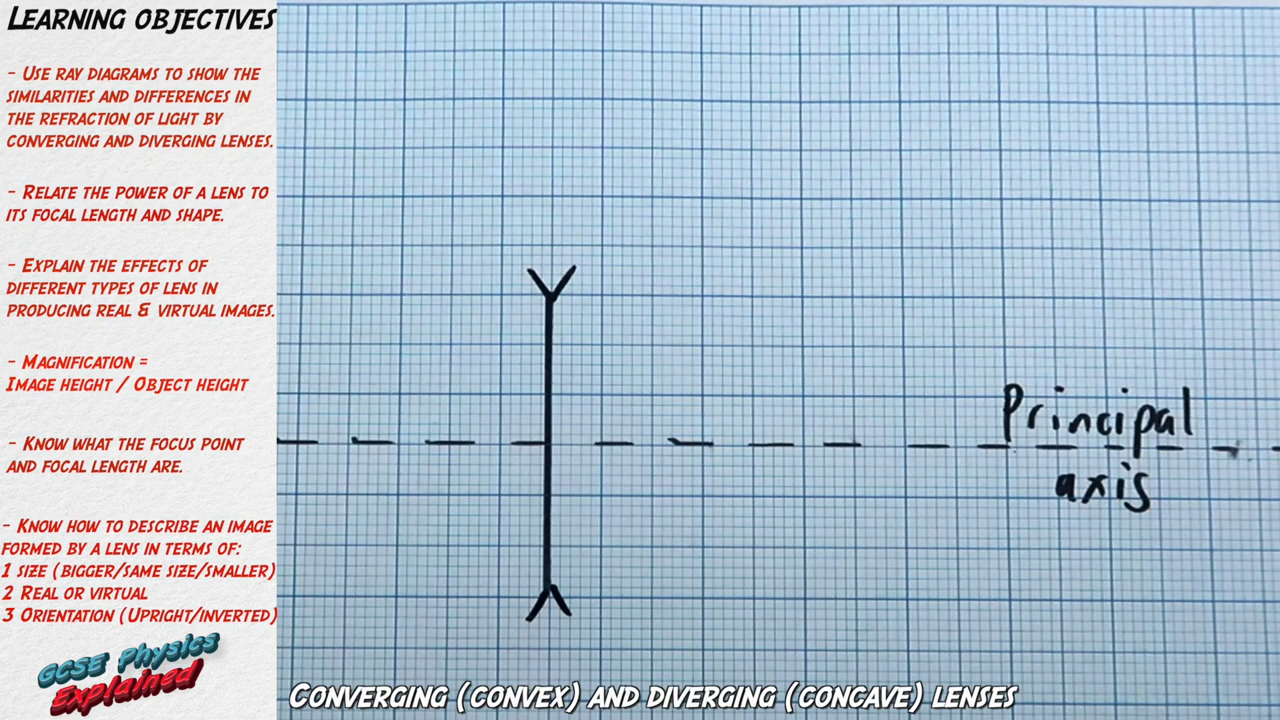 LEARNING OBJECTIVES
- USE RAY DIAGRAMS TO SHOW THE
SIMILARITIES AND DIFFERENCES IN
THE REFRACTION OF LIGHT BY
CONVERGING AND DIVERGING LENSES.
- RELATE THE POWER OF A LENS TO
ITS FOCAL LENGTH AND SHAPE.
- EXPLAIN THE EFFECTS OF
DIFFERENT TYPES OF LENS IN
PRODUCING REAL & VIRTUAL IMAGES.
- MAGNIFICATION =
IMAGE HEIGHT / OBJECT HEIGHT
- KNOW WHAT THE FOCUS POINT
AND FOCAL LENGTH ARE.
- KNOW HOW TO DESCRIBE AN IMAGE
FORMED BY A LENS IN TERMS OF:
1 SIZE (BIGGER/SAME SIZE/SMALLER)
2 REAL OR VIRTUAL
3 ORIENTATION (UPRIGHT/INVERTED)
GCSE Physics
Explained
Principal
axis
CONVERGING (CONVEX) AND DIVERGING (CONCAVE) LENSES